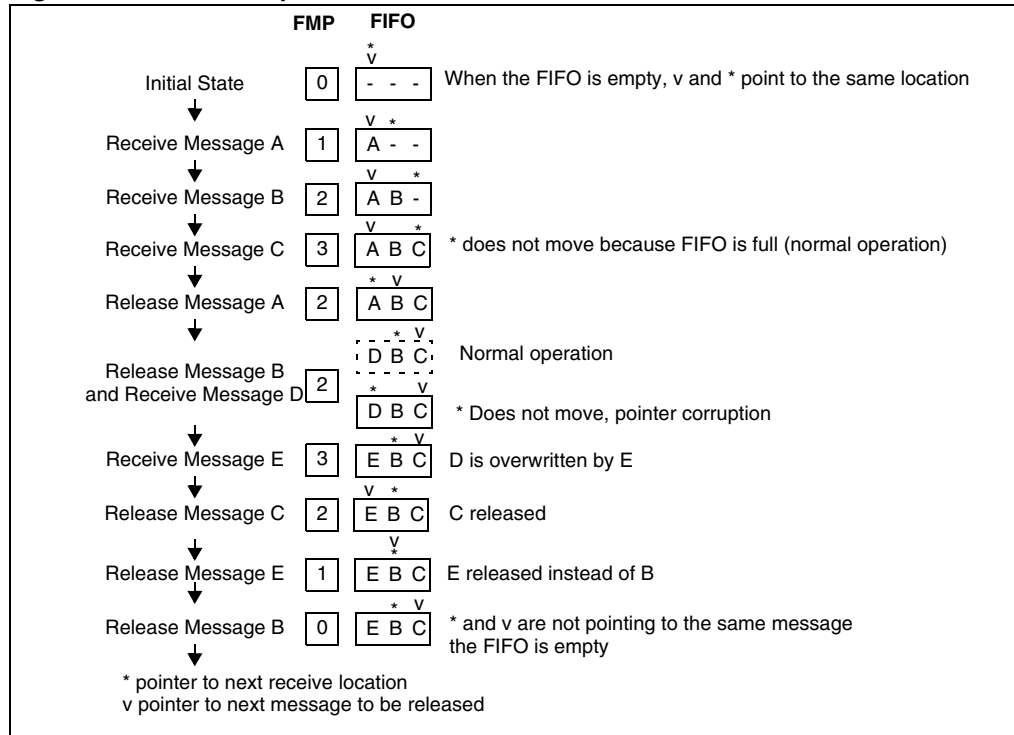 FMP FIFO
*
v
Initial State 0 - - - When the FIFO is empty, v and * point to the same location
v *
Receive Message A 1 A - -
v *
Receive Message B 2 A B -
v *
Receive Message C 3 A B C * does not move because FIFO is full (normal operation)
* v
Release Message A 2 A B C
* v
D B C Normal operation
Release Message B
and Receive Message D 2
* v
D B C * Does not move, pointer corruption
* v
Receive Message E 3 E B C D is overwritten by E
v *
Release Message C 2 E B C C released
v
*
Release Message E 1 E B C E released instead of B
* v
Release Message B 0 E B C * and v are not pointing to the same message
the FIFO is empty
* pointer to next receive location
v pointer to next message to be released